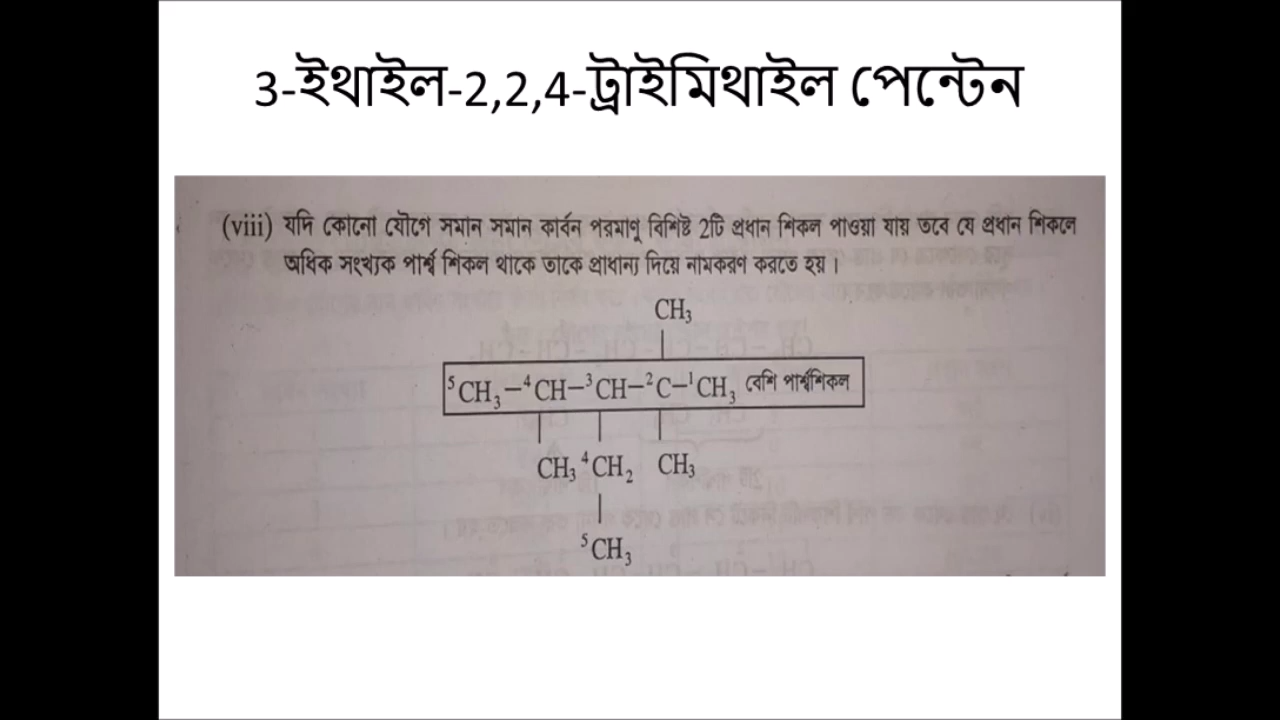 3-ইথাইল-2,2,4-ট্রাইমিথাইল পেন্টেন
(viii) যদি কোনো যৌগে সমান সমান কার্বন পরমাণু বিশিষ্ট 2টি প্রধান শিকল পাওয়া যায় তবে যে প্রধান শিকলে
অধিক সংখ্যক পার্শ্ব শিকল থাকে তাকে প্রাধান্য দিয়ে নামকরণ করতে হয়।
CH₃
⁵CH₃–⁴CH–³CH–²C–¹CH₃ বেশি পার্শ্বশিকল
CH₃ ⁴CH₂ CH₃
⁵CH₃